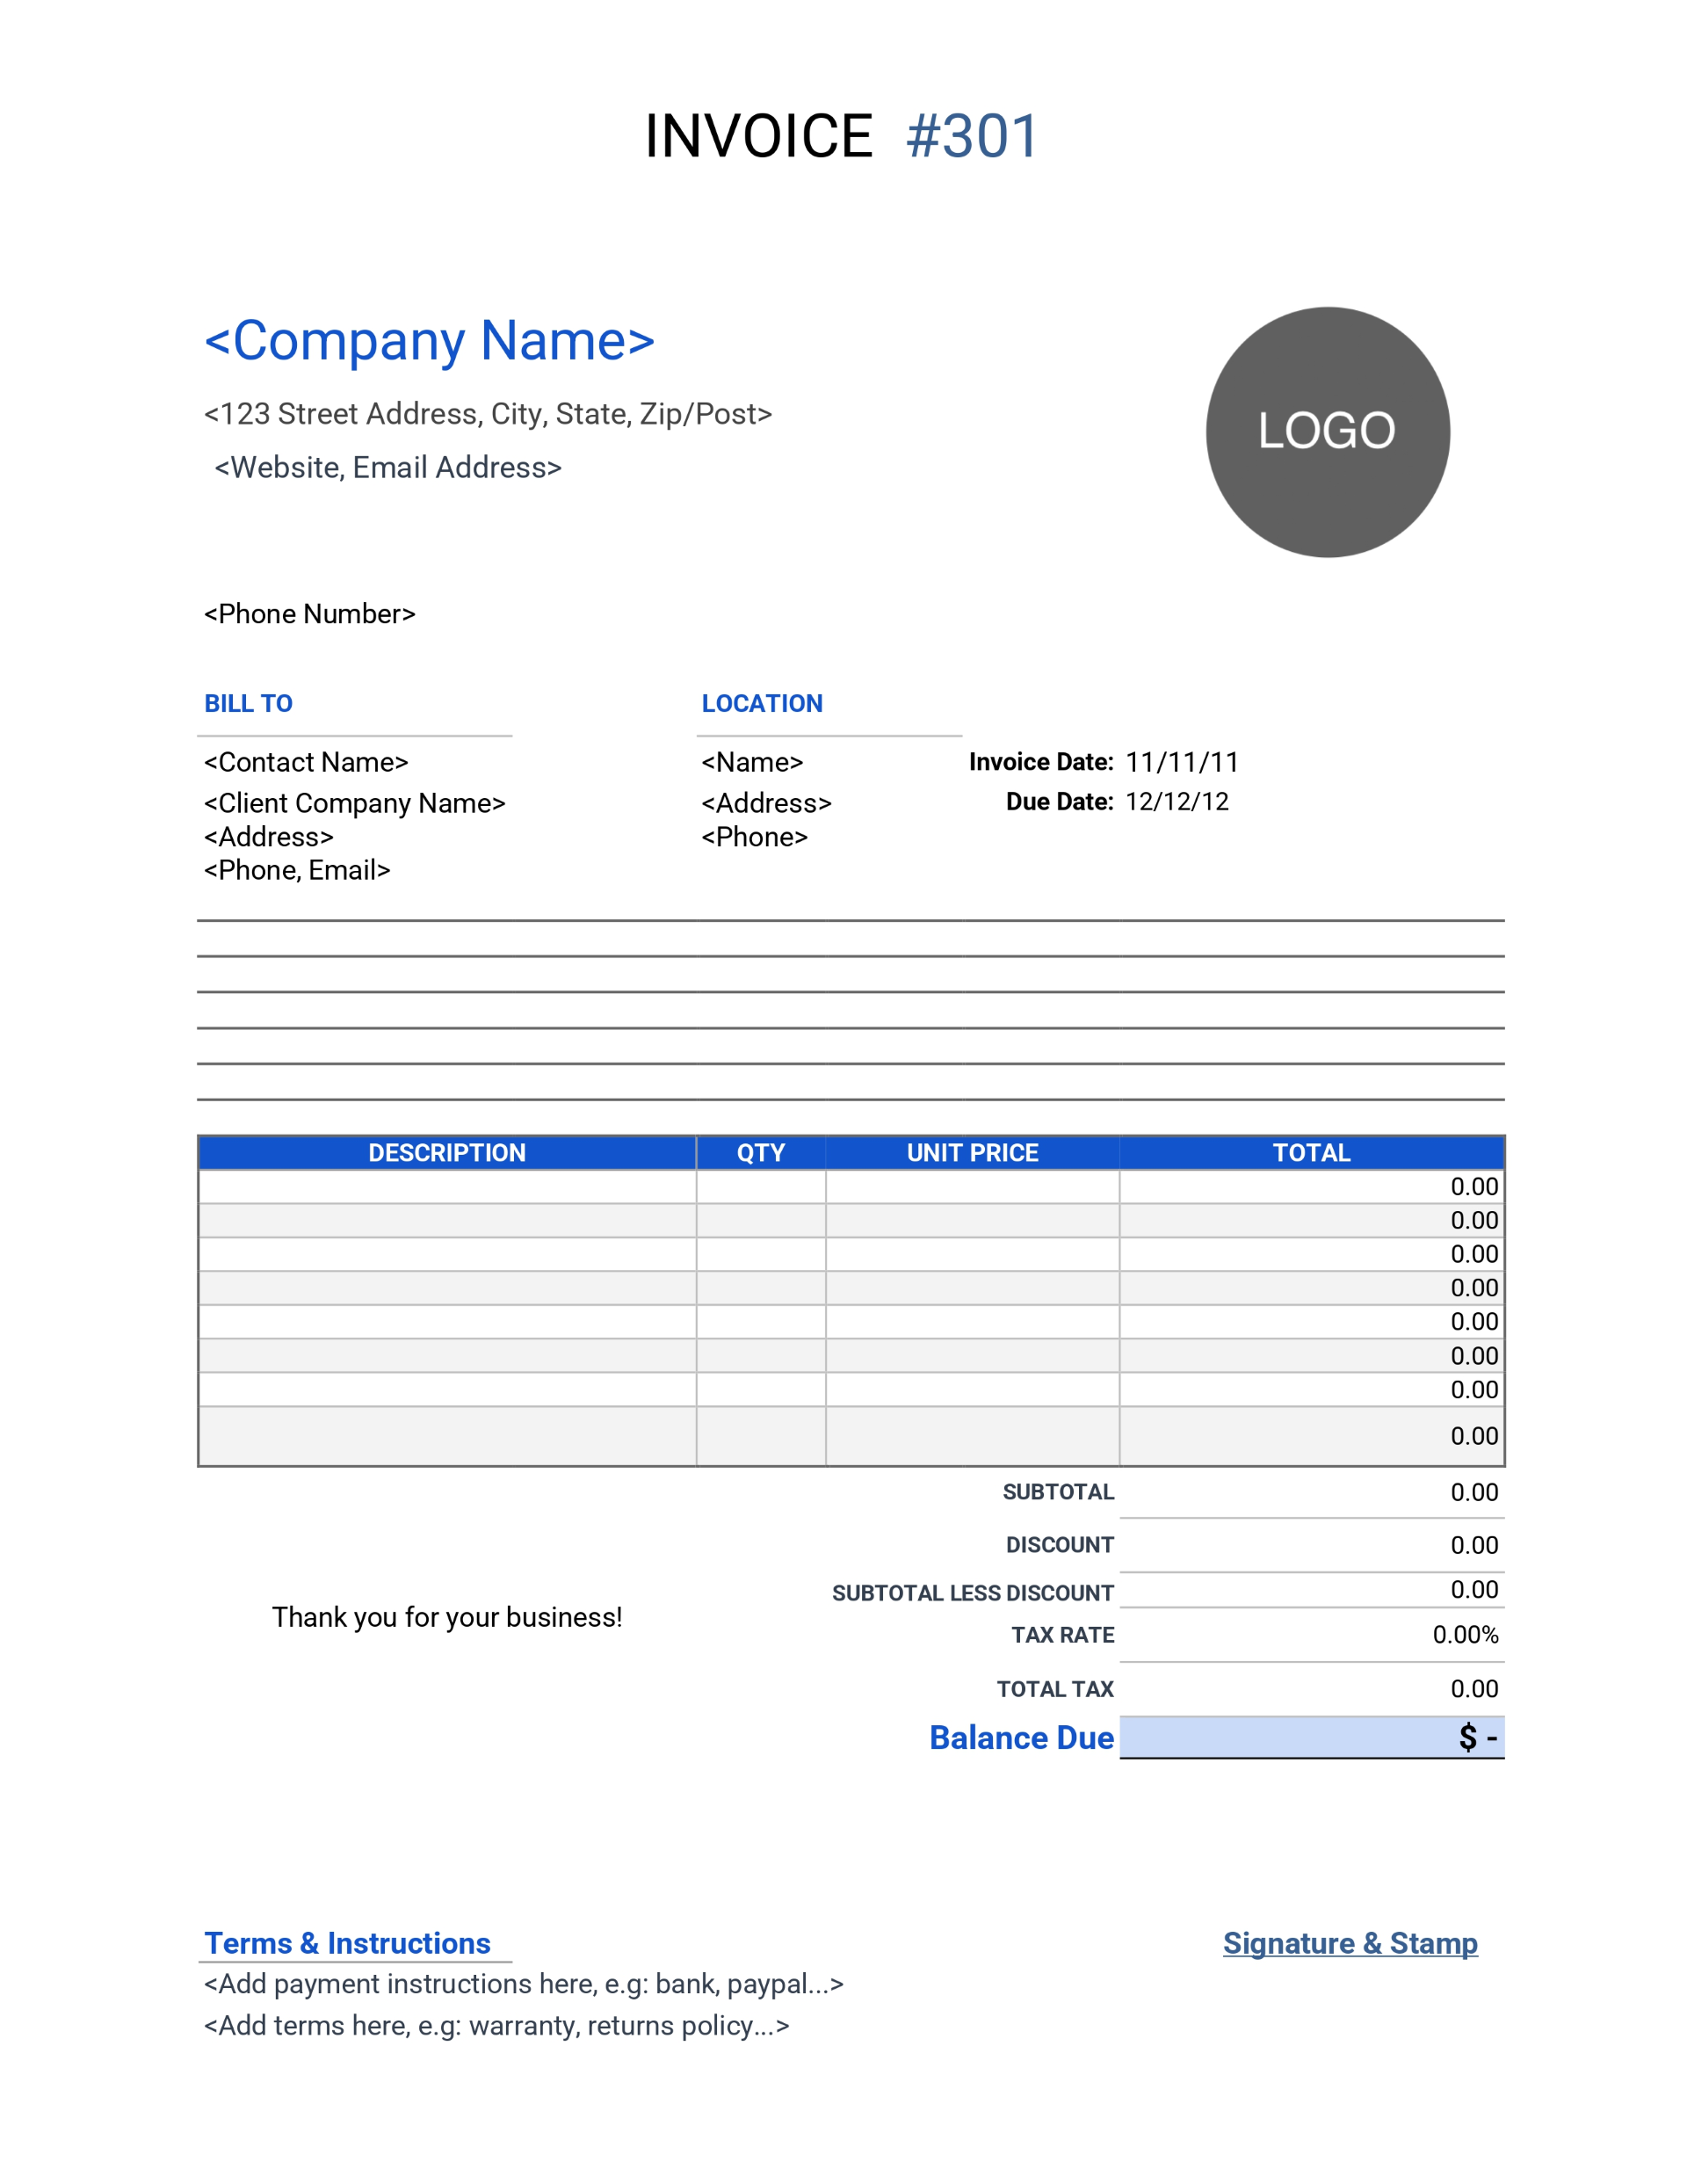 INVOICE #301
<Company Name>
<123 Street Address, City, State, Zip/Post>
<Website, Email Address>
LOGO
<Phone Number>
BILL TO LOCATION
<Contact Name> <Name> Invoice Date: 11/11/11
<Client Company Name> <Address> Due Date: 12/12/12
<Address> <Phone>
<Phone, Email>
DESCRIPTION QTY UNIT PRICE TOTAL
0.00
0.00
0.00
0.00
0.00
0.00
0.00
0.00
SUBTOTAL 0.00
DISCOUNT 0.00
SUBTOTAL LESS DISCOUNT 0.00
Thank you for your business!
TAX RATE 0.00%
TOTAL TAX 0.00
Balance Due $ -
Terms & Instructions Signature & Stamp
<Add payment instructions here, e.g: bank, paypal...>
<Add terms here, e.g: warranty, returns policy...>